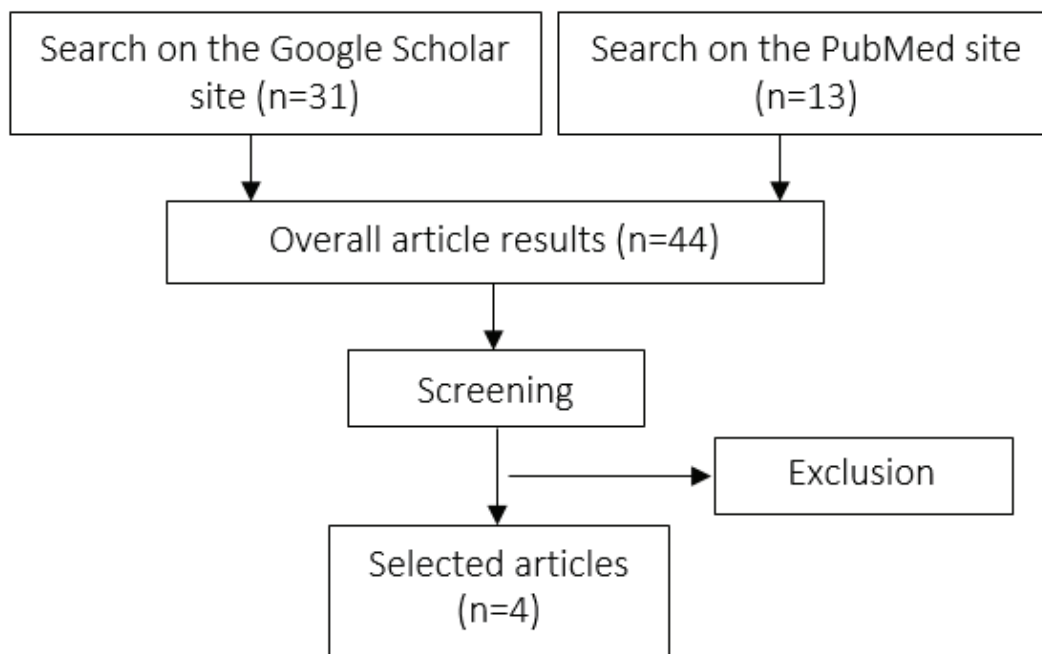 Search on the Google Scholar
site (n=31)
Search on the PubMed site
(n=13)
Overall article results (n=44)
Screening
Exclusion
Selected articles
(n=4)